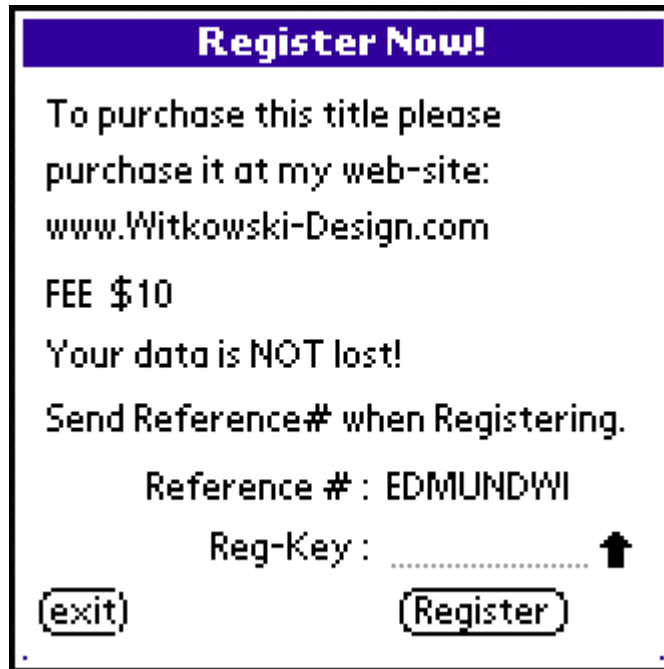 Register Now!
To purchase this title please
purchase it at my web-site:
www.Witkowski-Design.com
FEE $10
Your data is NOT lost!
Send Reference# when Registering.
Reference # : EDMUNDWI
Reg-Key :
exit
Register